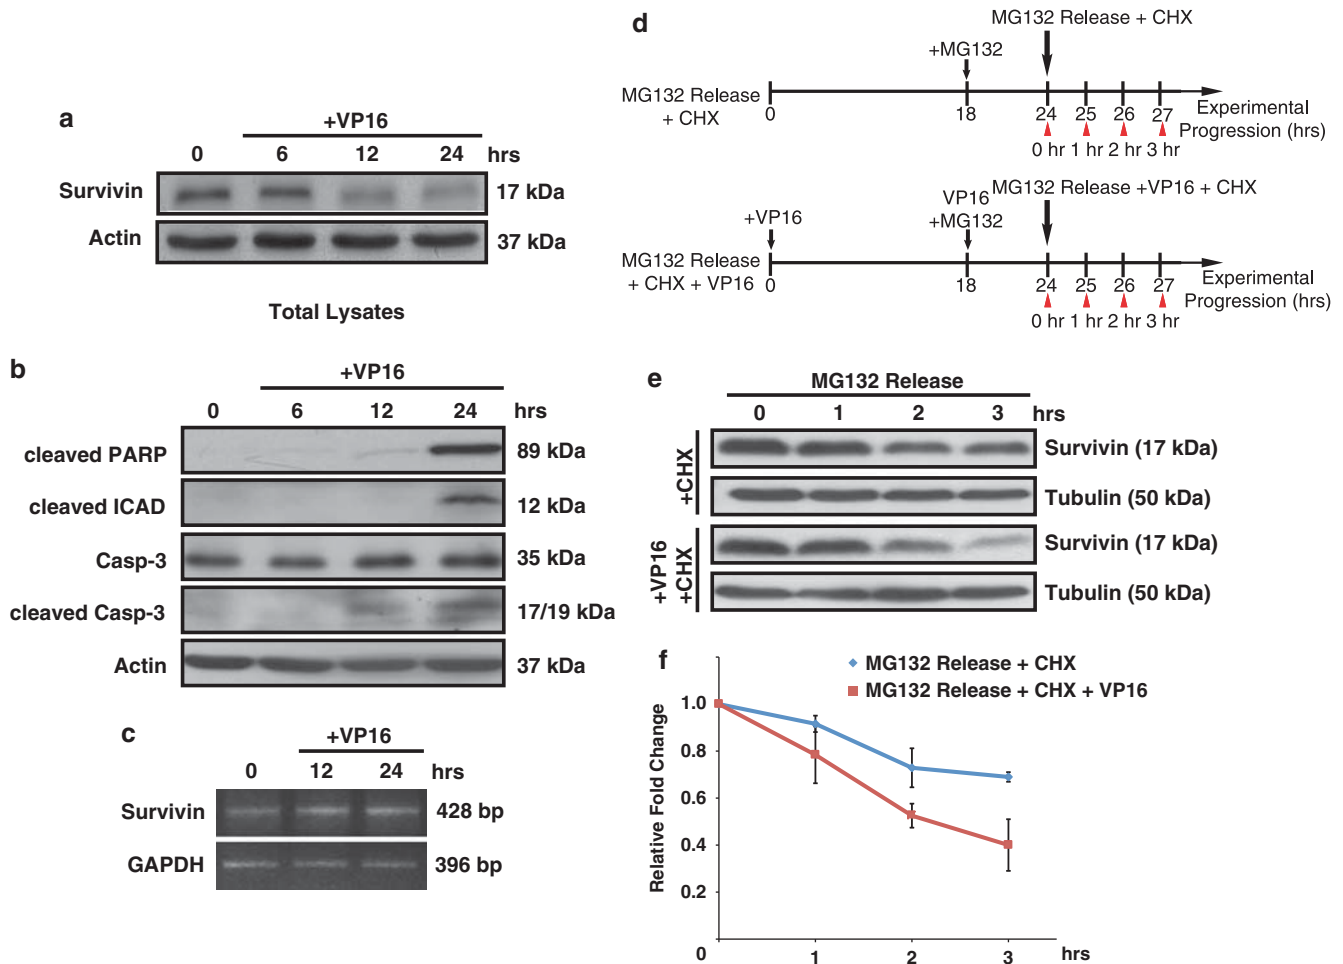 a
+VP16
0 6 12 24 hrs
Survivin 17 kDa
Actin 37 kDa
Total Lysates
b
+VP16
0 6 12 24 hrs
cleaved PARP 89 kDa
cleaved ICAD 12 kDa
Casp-3 35 kDa
cleaved Casp-3 17/19 kDa
Actin 37 kDa
c
+VP16
0 12 24 hrs
Survivin 428 bp
GAPDH 396 bp
d
MG132 Release + CHX
+MG132
MG132 Release
+ CHX
0 18 24 25 26 27
Experimental
Progression (hrs)
0 hr 1 hr 2 hr 3 hr
MG132 Release +VP16 + CHX
VP16
+VP16 +MG132
MG132 Release
+ CHX + VP16
0 18 24 25 26 27
Experimental
Progression (hrs)
0 hr 1 hr 2 hr 3 hr
e
MG132 Release
0 1 2 3 hrs
+CHX
Survivin (17 kDa)
Tubulin (50 kDa)
+VP16
+CHX
Survivin (17 kDa)
Tubulin (50 kDa)
f
MG132 Release + CHX
MG132 Release + CHX + VP16
Relative Fold Change
1.0
0.8
0.6
0.4
0.2
0 1 2 3 hrs